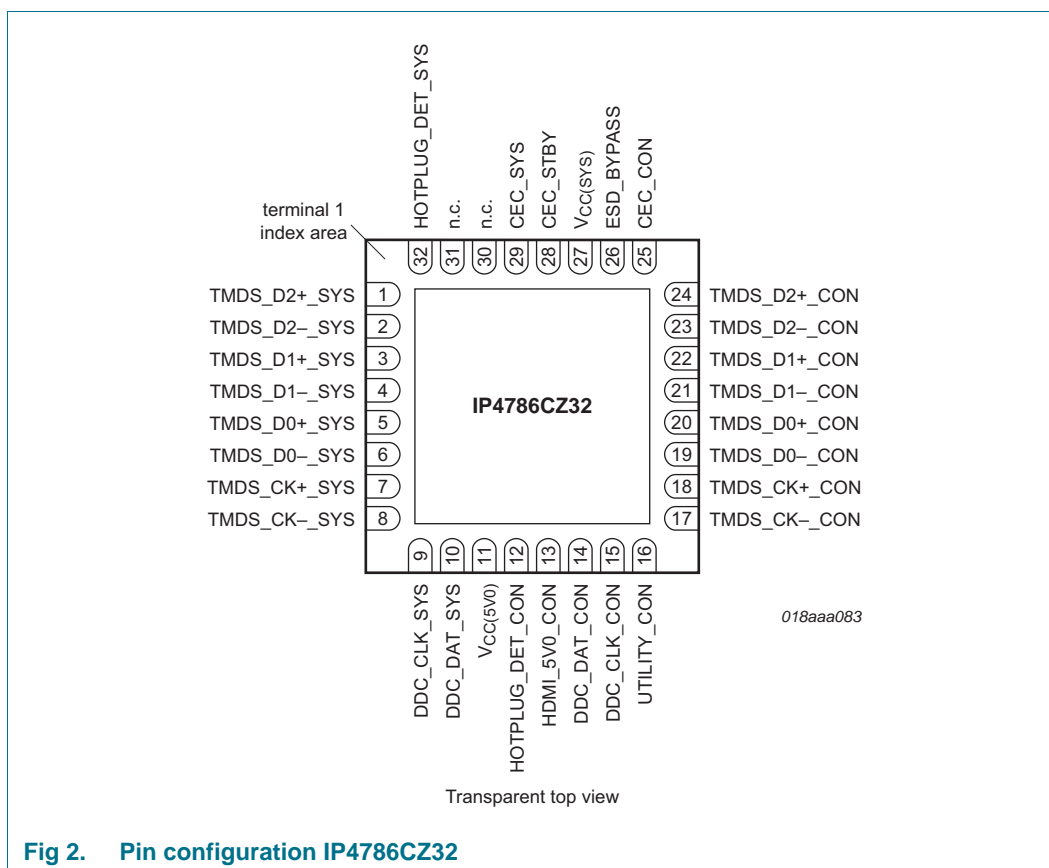 HOTPLUG_DET_SYS
n.c.
n.c.
CEC_SYS
CEC_STBY
VCC(SYS)
ESD_BYPASS
CEC_CON
terminal 1
index area
32 31 30 29 28 27 26 25
TMDS_D2+_SYS 1 24 TMDS_D2+_CON
TMDS_D2–_SYS 2 23 TMDS_D2–_CON
TMDS_D1+_SYS 3 22 TMDS_D1+_CON
TMDS_D1–_SYS 4 21 TMDS_D1–_CON
IP4786CZ32
TMDS_D0+_SYS 5 20 TMDS_D0+_CON
TMDS_D0–_SYS 6 19 TMDS_D0–_CON
TMDS_CK+_SYS 7 18 TMDS_CK+_CON
TMDS_CK–_SYS 8 17 TMDS_CK–_CON
9 10 11 12 13 14 15 16
DDC_CLK_SYS
DDC_DAT_SYS
VCC(5V0)
HOTPLUG_DET_CON
HDMI_5V0_CON
DDC_DAT_CON
DDC_CLK_CON
UTILITY_CON
018aaa083
Transparent top view
Fig 2. Pin configuration IP4786CZ32